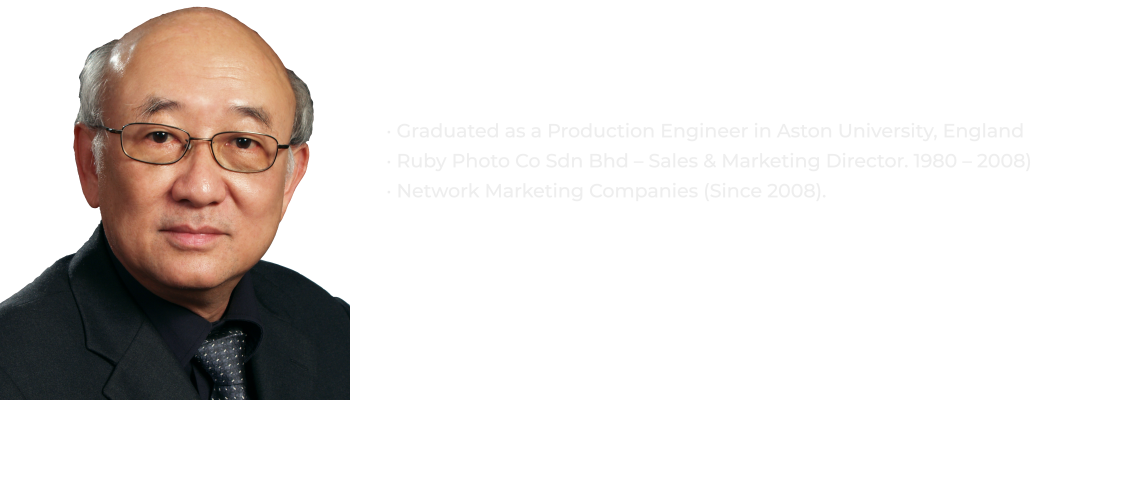 · Graduated as a Production Engineer in Aston University, England
· Ruby Photo Co Sdn Bhd – Sales & Marketing Director. 1980 – 2008)
· Network Marketing Companies (Since 2008).